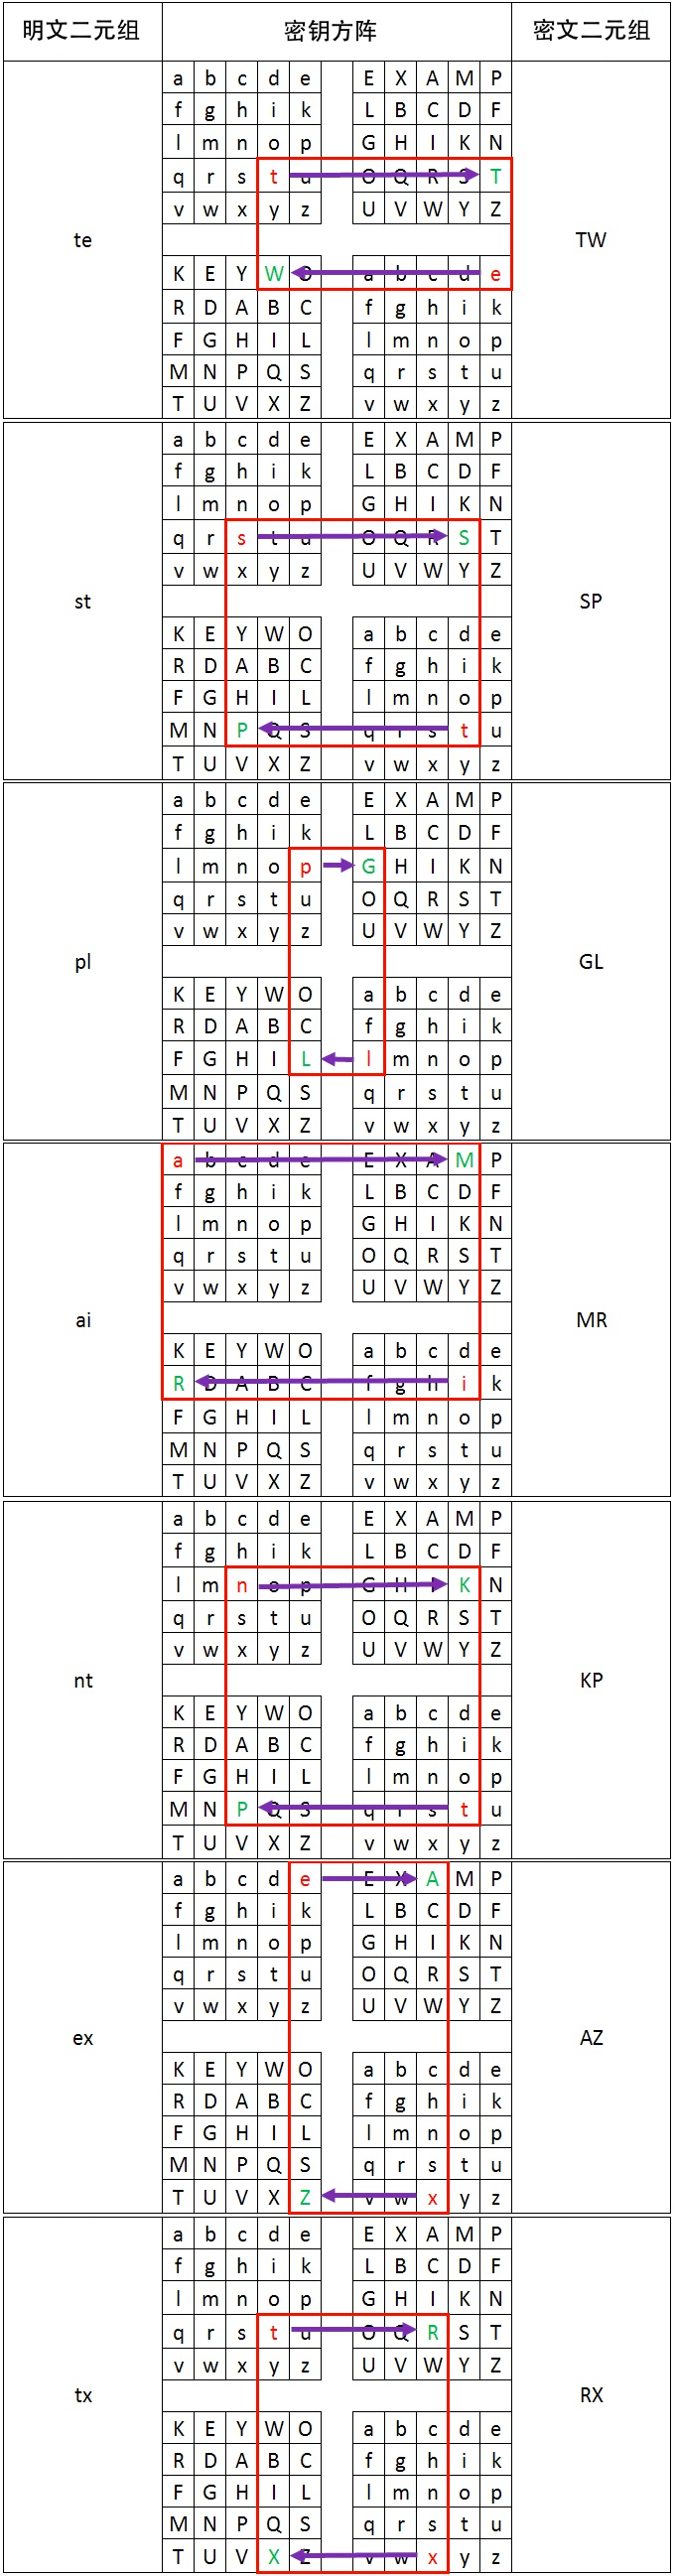 明文二元组 密钥方阵 密文二元组
a b c d e E X A M P
f g h i k L B C D F
l m n o p G H I K N
q r s t u O Q R S T
v w x y z U V W Y Z
te TW
K E Y W O a b c d e
R D A B C f g h i k
F G H I L l m n o p
M N P Q S q r s t u
T U V X Z v w x y z
a b c d e E X A M P
f g h i k L B C D F
l m n o p G H I K N
q r s t u O Q R S T
v w x y z U V W Y Z
st SP
K E Y W O a b c d e
R D A B C f g h i k
F G H I L l m n o p
M N P Q S q r s t u
T U V X Z v w x y z
a b c d e E X A M P
f g h i k L B C D F
l m n o p G H I K N
q r s t u O Q R S T
v w x y z U V W Y Z
pl GL
K E Y W O a b c d e
R D A B C f g h i k
F G H I L l m n o p
M N P Q S q r s t u
T U V X Z v w x y z
a b c d e E X A M P
f g h i k L B C D F
l m n o p G H I K N
q r s t u O Q R S T
v w x y z U V W Y Z
ai MR
K E Y W O a b c d e
R D A B C f g h i k
F G H I L l m n o p
M N P Q S q r s t u
T U V X Z v w x y z
a b c d e E X A M P
f g h i k L B C D F
l m n o p G H I K N
q r s t u O Q R S T
v w x y z U V W Y Z
nt KP
K E Y W O a b c d e
R D A B C f g h i k
F G H I L l m n o p
M N P Q S q r s t u
T U V X Z v w x y z
a b c d e E X A M P
f g h i k L B C D F
l m n o p G H I K N
q r s t u O Q R S T
v w x y z U V W Y Z
ex AZ
K E Y W O a b c d e
R D A B C f g h i k
F G H I L l m n o p
M N P Q S q r s t u
T U V X Z v w x y z
a b c d e E X A M P
f g h i k L B C D F
l m n o p G H I K N
q r s t u O Q R S T
v w x y z U V W Y Z
tx RX
K E Y W O a b c d e
R D A B C f g h i k
F G H I L l m n o p
M N P Q S q r s t u
T U V X Z v w x y z